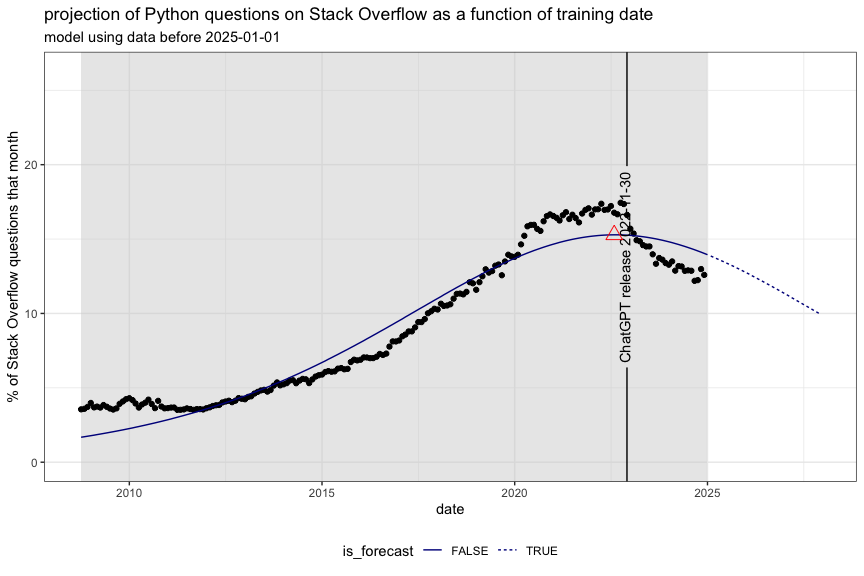 projection of Python questions on Stack Overflow as a function of training date
model using data before 2025-01-01
% of Stack Overflow questions that month
20
10
0
ChatGPT release 2022-11-30
2010
2015
2020
2025
date
is_forecast FALSE TRUE